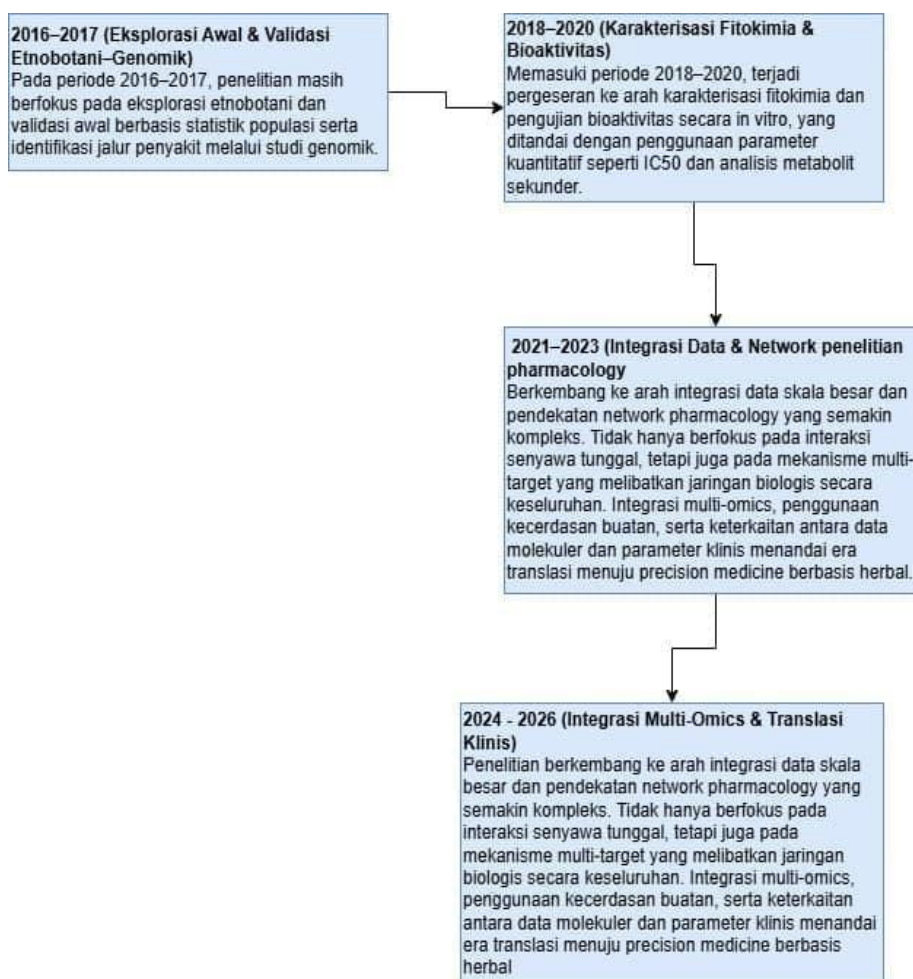 2016–2017 (Eksplorasi Awal & Validasi
Etnobotani–Genomik)
Pada periode 2016–2017, penelitian masih
berfokus pada eksplorasi etnobotani dan
validasi awal berbasis statistik populasi serta
identifikasi jalur penyakit melalui studi genomik.
2018–2020 (Karakterisasi Fitokimia &
Bioaktivitas)
Memasuki periode 2018–2020, terjadi
pergeseran ke arah karakterisasi fitokimia dan
pengujian bioaktivitas secara in vitro, yang
ditandai dengan penggunaan parameter
kuantitatif seperti IC50 dan analisis metabolit
sekunder.
2021–2023 (Integrasi Data & Network penelitian
pharmacology
Berkembang ke arah integrasi data skala besar dan
pendekatan network pharmacology yang semakin
kompleks. Tidak hanya berfokus pada interaksi
senyawa tunggal, tetapi juga pada mekanisme multi-
target yang melibatkan jaringan biologis secara
keseluruhan. Integrasi multi-omics, penggunaan
kecerdasan buatan, serta keterkaitan antara data
molekuler dan parameter klinis menandai era
translasi menuju precision medicine berbasis herbal.
2024 - 2026 (Integrasi Multi-Omics & Translasi
Klinis)
Penelitian berkembang ke arah integrasi data skala
besar dan pendekatan network pharmacology yang
semakin kompleks. Tidak hanya berfokus pada
interaksi senyawa tunggal, tetapi juga pada
mekanisme multi-target yang melibatkan jaringan
biologis secara keseluruhan. Integrasi multi-omics,
penggunaan kecerdasan buatan, serta keterkaitan
antara data molekuler dan parameter klinis menandai
era translasi menuju precision medicine berbasis
herbal